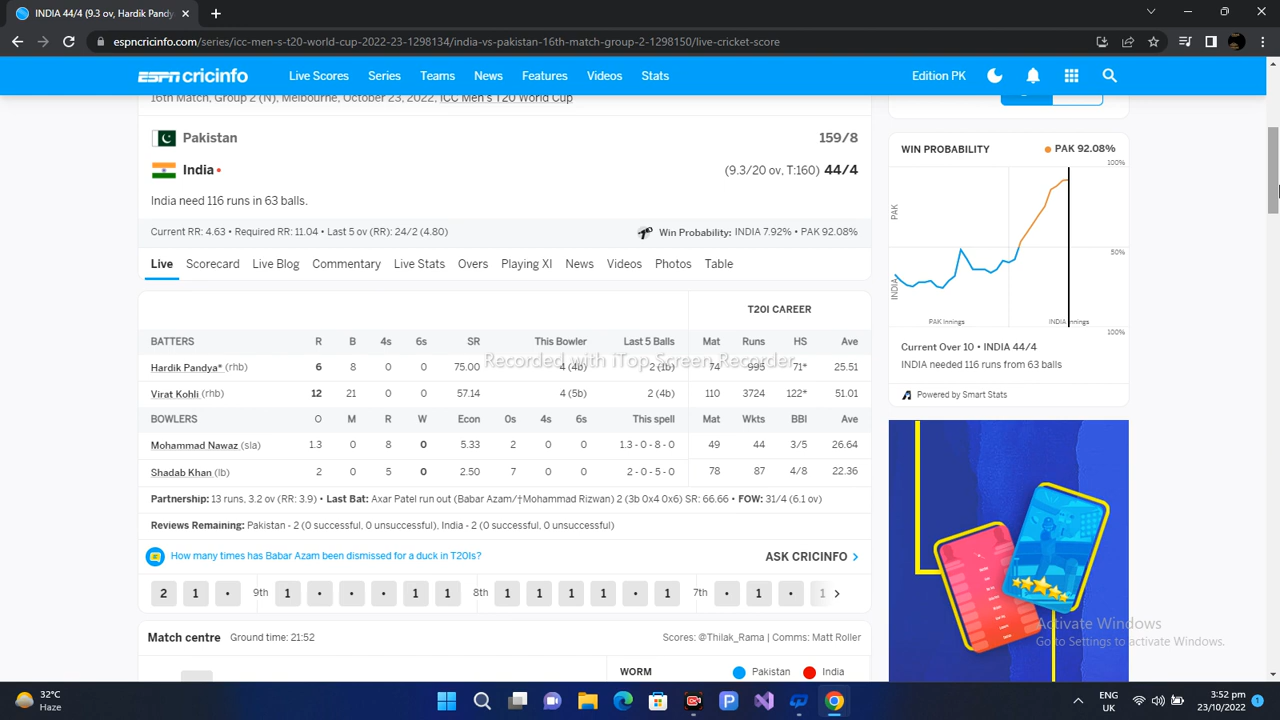 INDIA 44/4 (9.3 ov, Hardik Pandy
espncricinfo.com/series/icc-men-s-t20-world-cup-2022-23-1298134/india-vs-pakistan-16th-match-group-2-1298150/live-cricket-score
ESPN cricinfo Live Scores Series Teams News Features Videos Stats Edition PK
16th Match, Group 2 (N), Melbourne, October 23, 2022, ICC Men's T20 World Cup
Pakistan 159/8
India (9.3/20 ov, T:160) 44/4
India need 116 runs in 63 balls.
Current RR: 4.63 • Required RR: 11.04 • Last 5 ov (RR): 24/2 (4.80) Win Probability: INDIA 7.92% • PAK 92.08%
Live Scorecard Live Blog Commentary Live Stats Overs Playing XI News Videos Photos Table
T20I CAREER
BATTERS R B 4s 6s SR This Bowler Last 5 Balls Mat Runs HS Ave
Hardik Pandya* (rhb) 6 8 0 0 75.00 4 (4b) 2 (1b) 74 995 71* 25.51
Recorded with iTop Screen Recorder
Virat Kohli (rhb) 12 21 0 0 57.14 4 (5b) 2 (4b) 110 3724 122* 51.01
BOWLERS O M R W Econ 0s 4s 6s This spell Mat Wkts BBI Ave
Mohammad Nawaz (sla) 1.3 0 8 0 5.33 2 0 0 1.3 - 0 - 8 - 0 49 44 3/5 26.64
Shadab Khan (lb) 2 0 5 0 2.50 7 0 0 2 - 0 - 5 - 0 78 87 4/8 22.36
Partnership: 13 runs, 3.2 ov (RR: 3.9) • Last Bat: Axar Patel run out (Babar Azam/†Mohammad Rizwan) 2 (3b 0x4 0x6) SR: 66.66 • FOW: 31/4 (6.1 ov)
Reviews Remaining: Pakistan - 2 (0 successful, 0 unsuccessful), India - 2 (0 successful, 0 unsuccessful)
How many times has Babar Azam been dismissed for a duck in T20Is? ASK CRICINFO
2 1 • 9th 1 • • • 1 1 8th 1 1 1 1 • 1 7th • 1 • 1
Match centre Ground time: 21:52 Scores: @Thilak_Rama | Comms: Matt Roller
WORM Pakistan India
WIN PROBABILITY PAK 92.08%
100%
PAK
50%
INDIA
PAK Innings INDIA Innings
100%
Current Over 10 • INDIA 44/4
INDIA needed 116 runs from 63 balls
Powered by Smart Stats
Activate Windows
Go to Settings to activate Windows.
32°C
Haze
ENG
UK
3:52 pm
23/10/2022
1